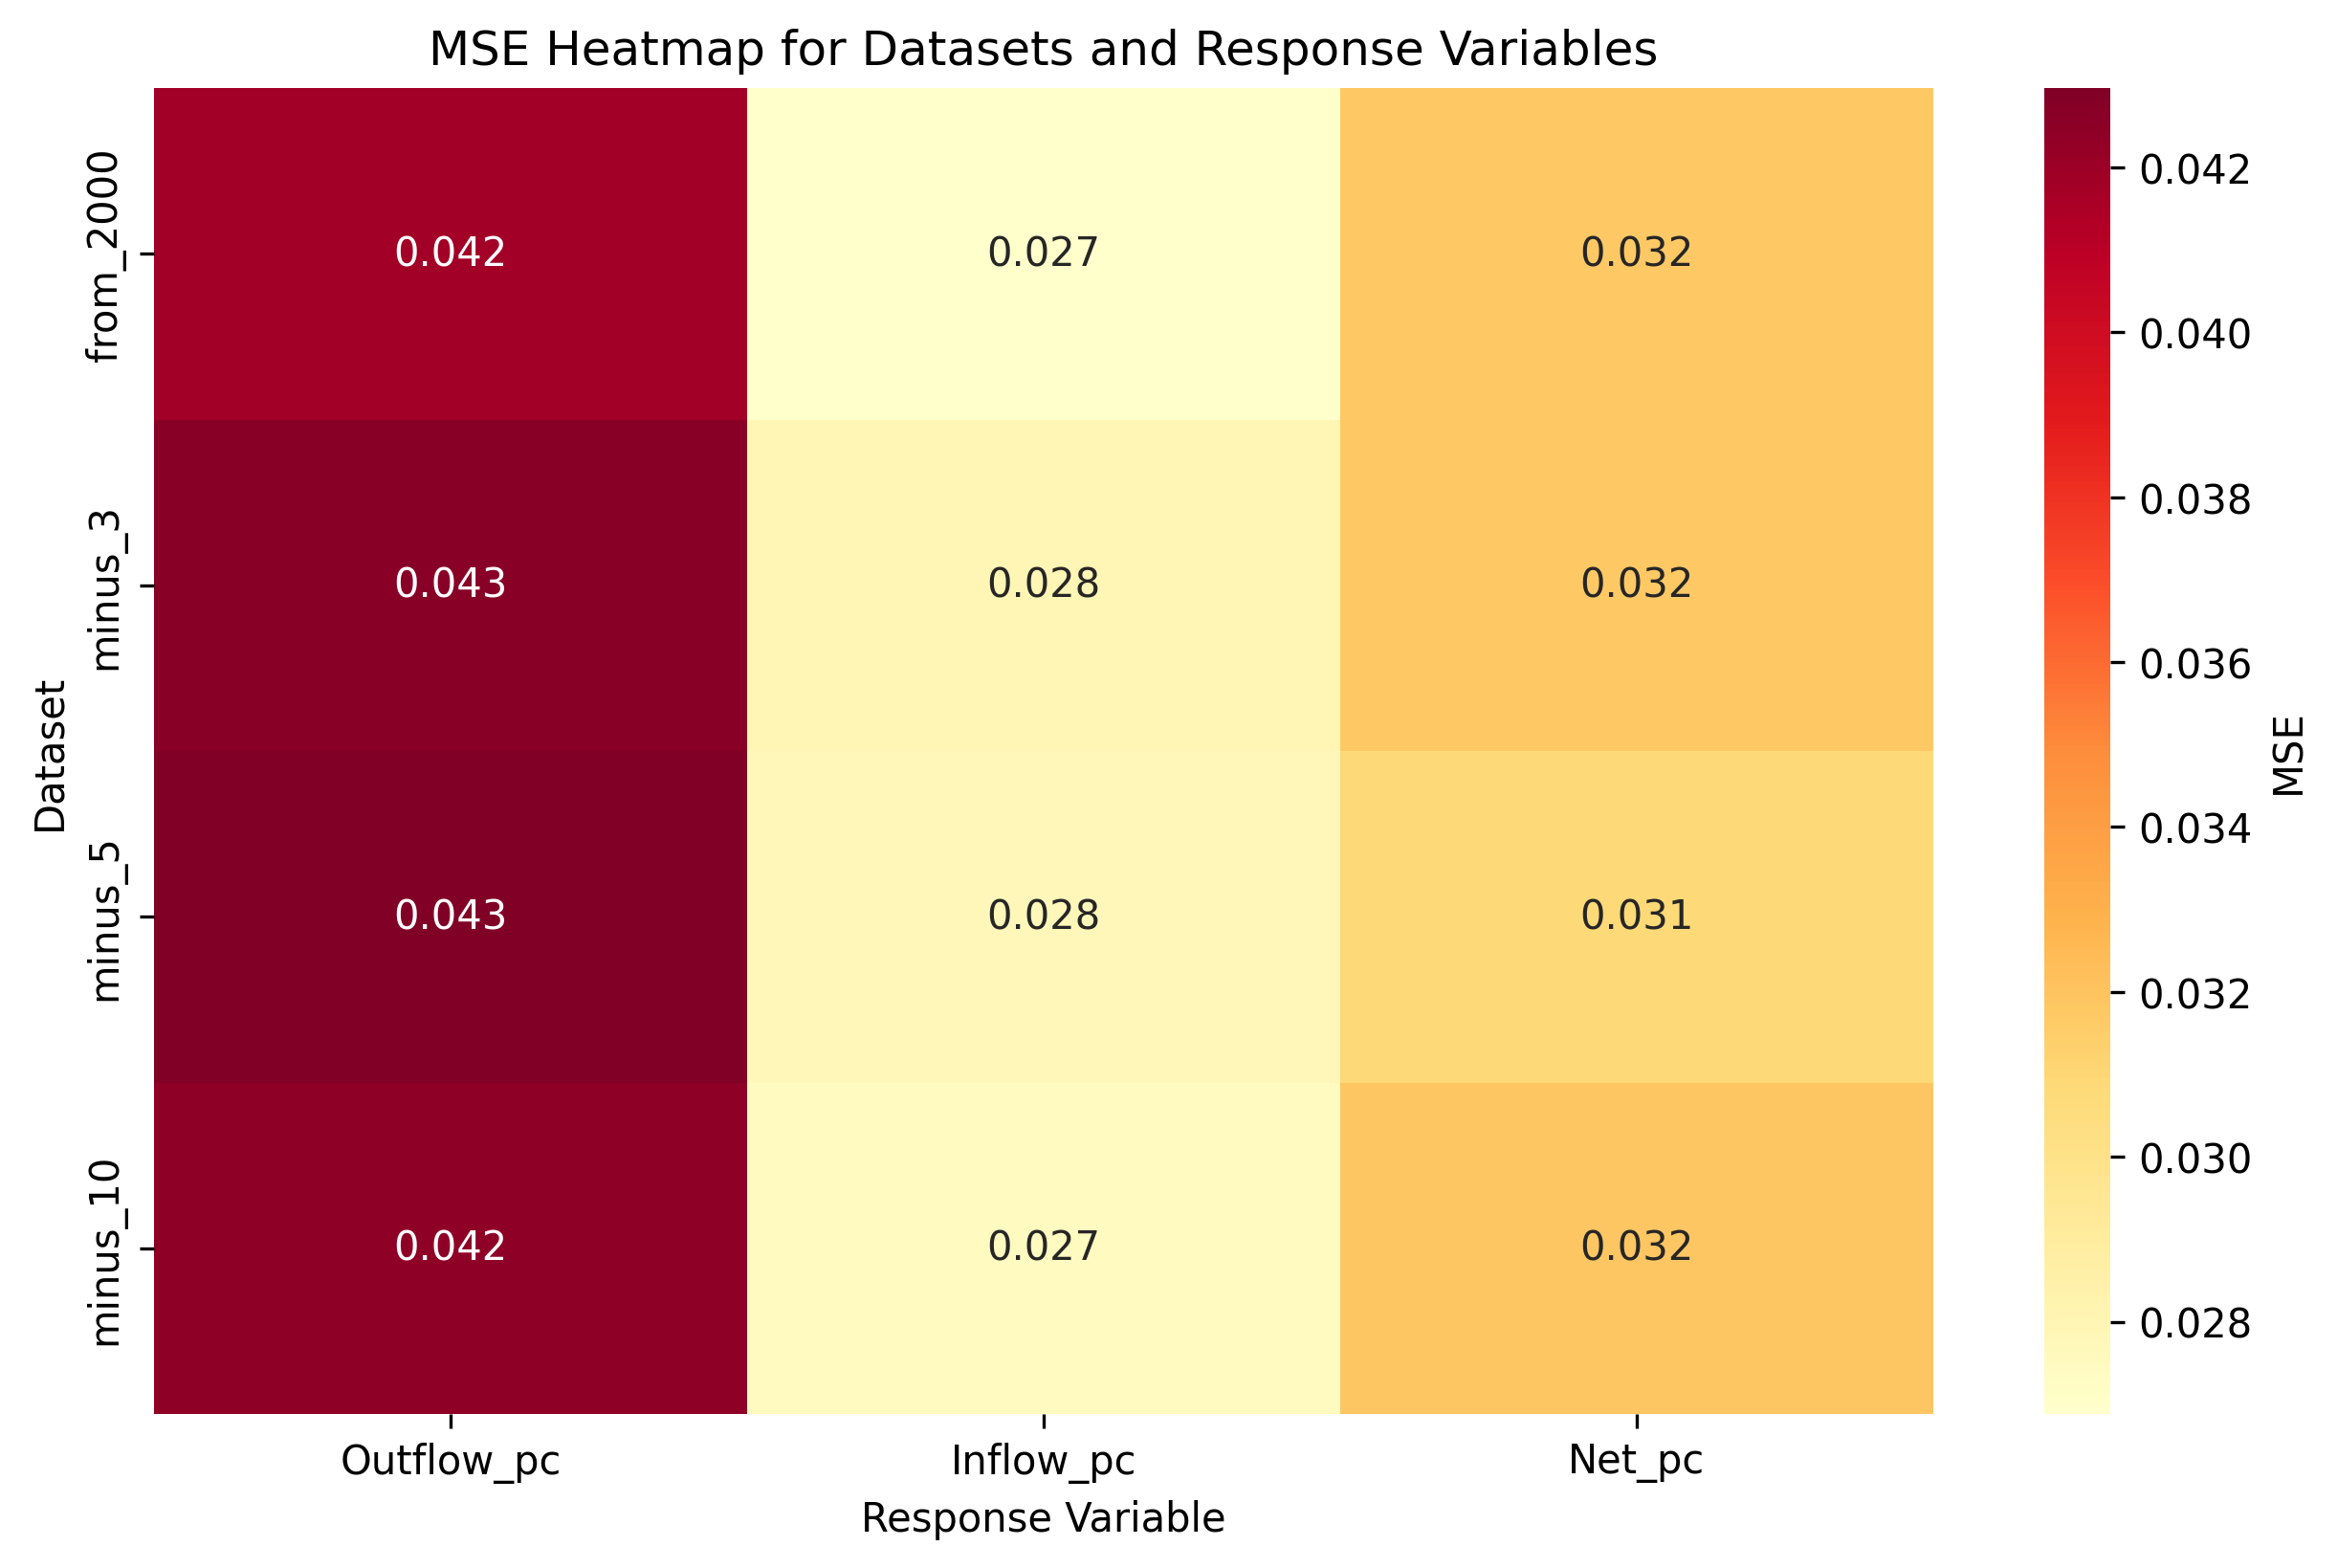 MSE Heatmap for Datasets and Response Variables
Dataset
from_2000
0.042
0.027
0.032
minus_3
0.043
0.028
0.032
minus_5
0.043
0.028
0.031
minus_10
0.042
0.027
0.032
Outflow_pc
Inflow_pc
Net_pc
Response Variable
0.042
0.040
0.038
0.036
0.034
0.032
0.030
0.028
MSE